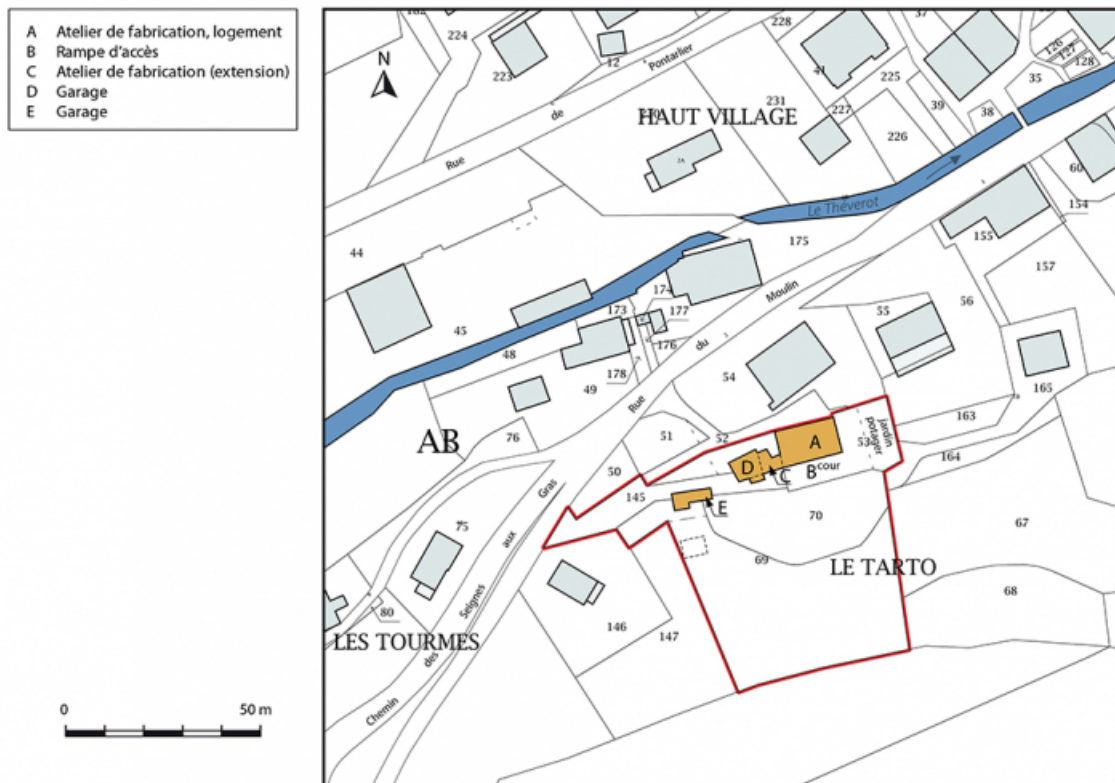 A Atelier de fabrication, logement
B Rampe d'accès
C Atelier de fabrication (extension)
D Garage
E Garage
N
0
50 m
224
223
12
228
Rue de Pontarlier
HAUT VILLAGE
231
41
225
227
226
37
39
38
35
126
127
128
60
154
155
157
44
45
48
49
Le Théverot
175
174
173
177
176
178
Rue du Moulin
54
55
56
165
163
164
AB
76
51
52
50
145
53
jardin
potager
A
B
cour
C
D
E
70
69
67
68
LE TARTO
75
80
LES TOURMES
Chemin des Seignes aux Gras
146
147